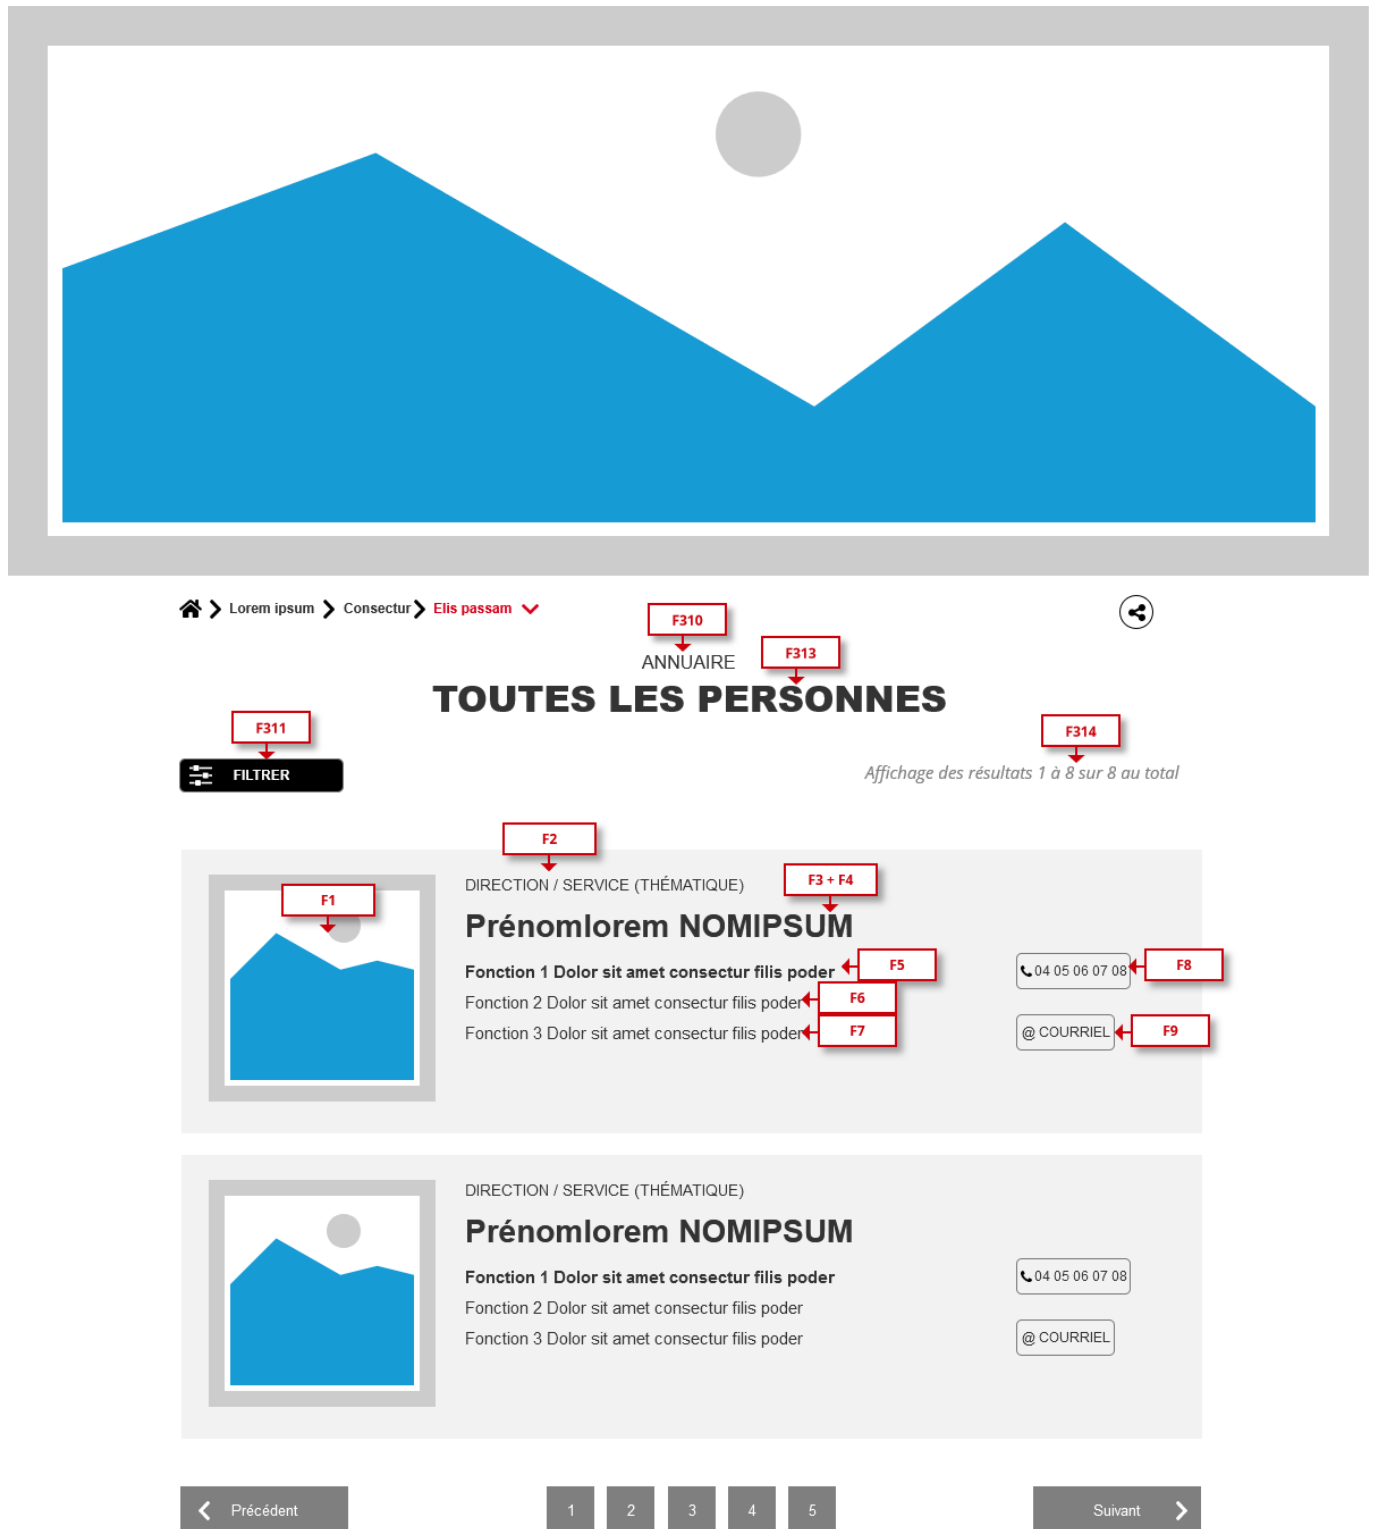 Lorem ipsum Consectur Elis passam
F310
ANNUAIRE
F313
TOUTES LES PERSONNES
F311
F314
FILTRER
Affichage des résultats 1 à 8 sur 8 au total
F2
DIRECTION / SERVICE (THÉMATIQUE)
F3 + F4
F1
Prénomlorem NOMIPSUM
Fonction 1 Dolor sit amet consectur filis poder
F5
04 05 06 07 08
F8
Fonction 2 Dolor sit amet consectur filis poder
F6
Fonction 3 Dolor sit amet consectur filis poder
F7
@ COURRIEL
F9
DIRECTION / SERVICE (THÉMATIQUE)
Prénomlorem NOMIPSUM
Fonction 1 Dolor sit amet consectur filis poder
04 05 06 07 08
Fonction 2 Dolor sit amet consectur filis poder
Fonction 3 Dolor sit amet consectur filis poder
@ COURRIEL
Précédent 1 2 3 4 5 Suivant